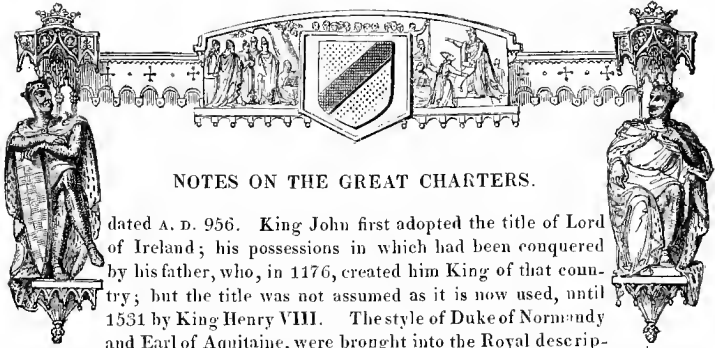 NOTES ON THE GREAT CHARTERS.
dated A. D. 956. King John first adopted the title of Lord
of Ireland; his possessions in which had been conquered
by his father, who, in 1176, created him King of that coun-
try; but the title was not assumed as it is now used, until
1531 by King Henry VIII. The style of Duke of Normandy
and Earl of Aquitaine, were brought into the Royal descrip-